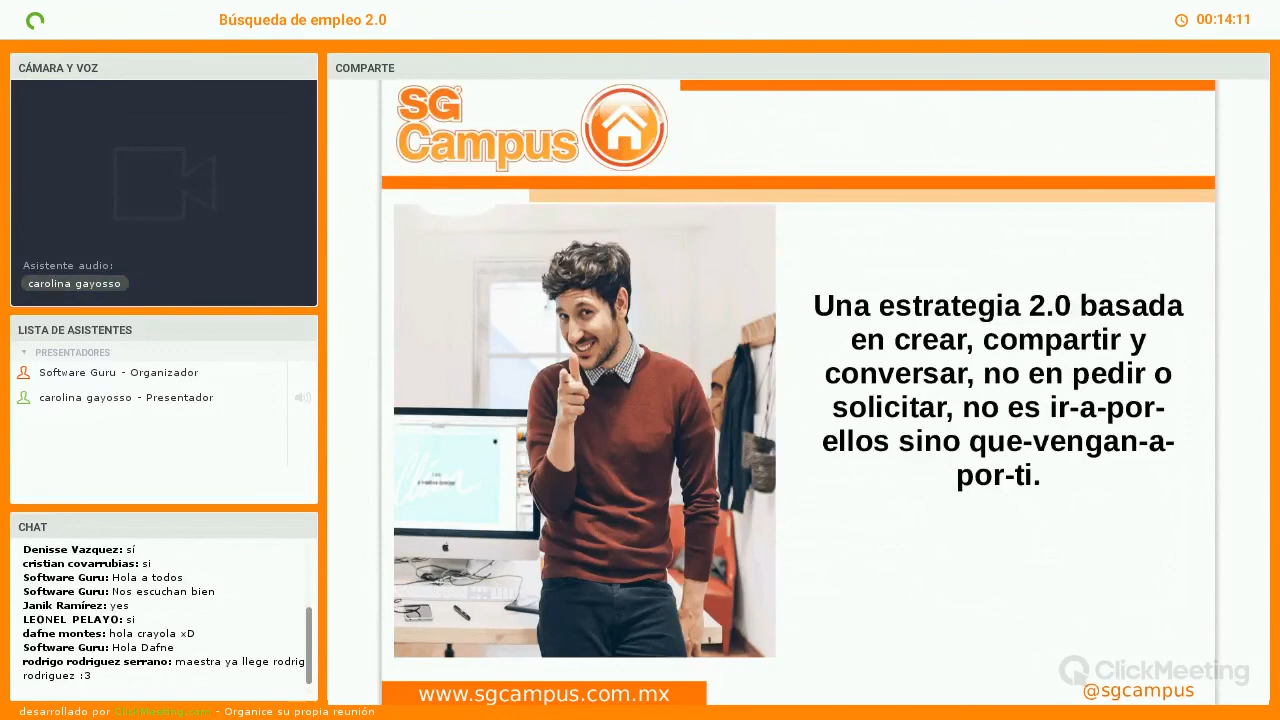 Búsqueda de empleo 2.0
00:14:11
CÁMARA Y VOZ
Asistente audio:
carolina gayosso
LISTA DE ASISTENTES
PRESENTADORES
Software Guru - Organizador
carolina gayosso - Presentador
CHAT
Denisse Vazquez: sí
cristian covarrubias: si
Software Guru: Hola a todos
Software Guru: Nos escuchan bien
Janik Ramírez: yes
LEONEL PELAYO: si
dafne montes: hola crayola xD
Software Guru: Hola Dafne
rodrigo rodriguez serrano: maestra ya llege rodrig
rodriguez :3
desarrollado por ClickMeeting.com - Organice su propia reunión
COMPARTE
SG
Campus
Una estrategia 2.0 basada
en crear, compartir y
conversar, no en pedir o
solicitar, no es ir-a-por-
ellos sino que-vengan-a-
por-ti.
ClickMeeting
@sgcampus
www.sgcampus.com.mx